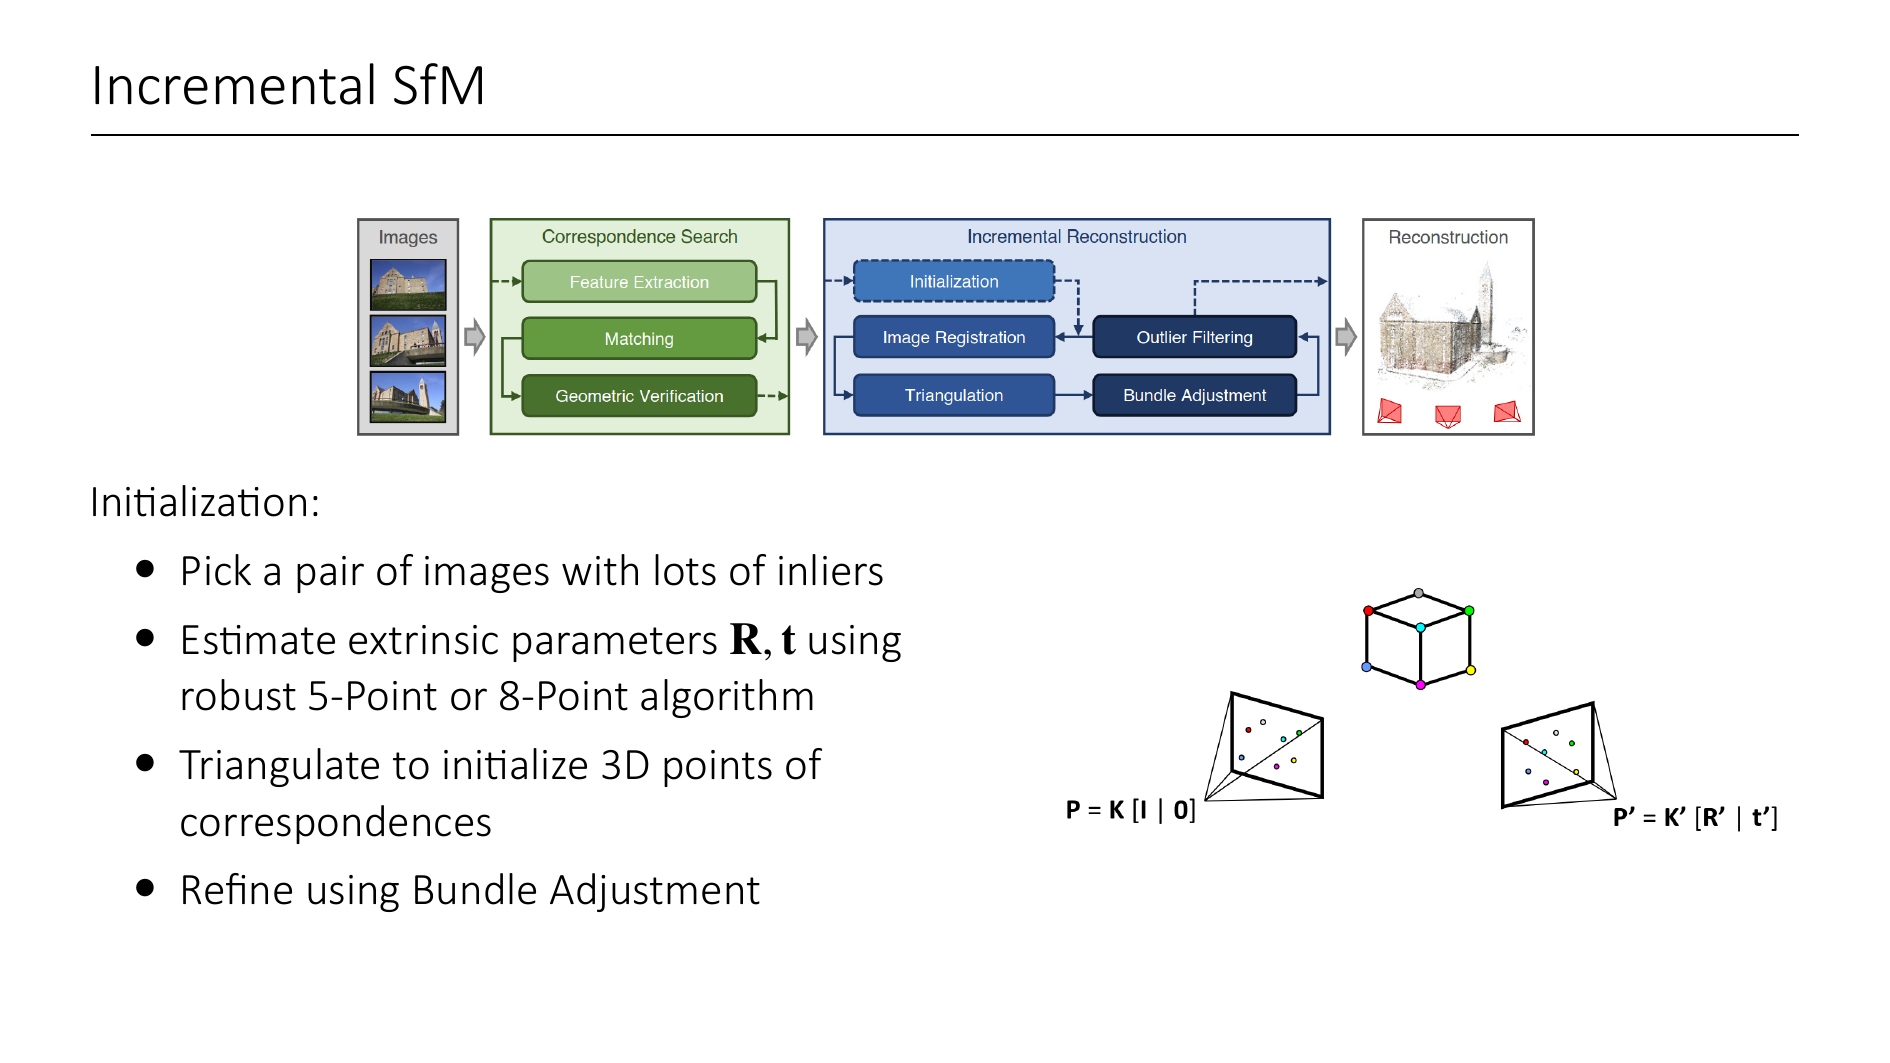 Incremental SfM
Images
Correspondence Search
Feature Extraction
Matching
Geometric Verification
Incremental Reconstruction
Initialization
Image Registration
Outlier Filtering
Triangulation
Bundle Adjustment
Reconstruction
Initialization:
● Pick a pair of images with lots of inliers
● Estimate extrinsic parameters R, t using
robust 5-Point or 8-Point algorithm
● Triangulate to initialize 3D points of
correspondences
● Refine using Bundle Adjustment
P = K [I | 0]
P’ = K’ [R’ | t’]